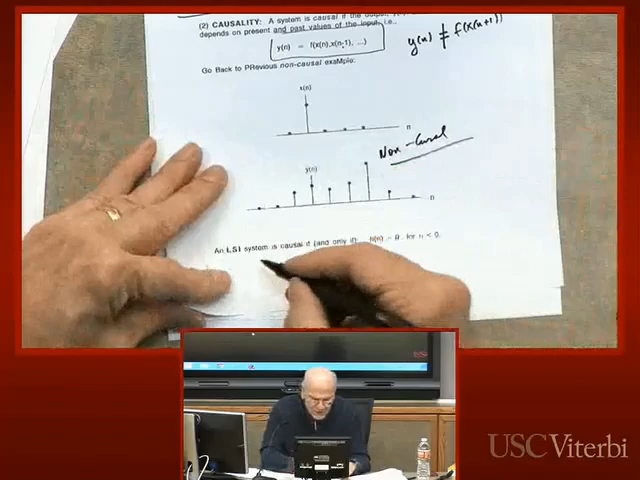 (2) CAUSALITY: A system is causal if the output,
depends on present and past values of the input, i.e.,
y(n) = f(x(n),x(n-1), ...)
y(n) ≠ f(x(n+1))
Go Back to PRevious non-causal exaMple:
x(n)
n
Non-Causal
y(n)
n
An LSI system is causal if (and only if) h(n) = 0 for n < 0.
USC
USC Viterbi